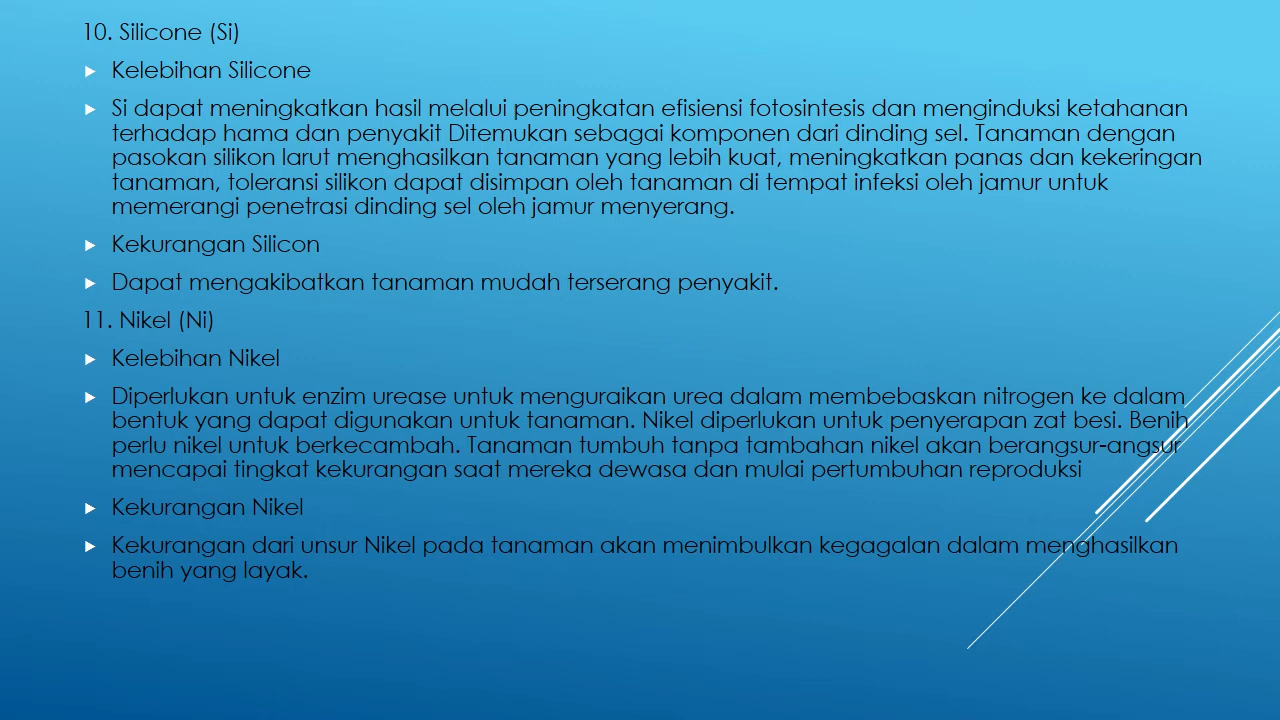 10. Silicone (Si)
Kelebihan Silicone
Si dapat meningkatkan hasil melalui peningkatan efisiensi fotosintesis dan menginduksi ketahanan
terhadap hama dan penyakit Ditemukan sebagai komponen dari dinding sel. Tanaman dengan
pasokan silikon larut menghasilkan tanaman yang lebih kuat, meningkatkan panas dan kekeringan
tanaman, toleransi silikon dapat disimpan oleh tanaman di tempat infeksi oleh jamur untuk
memerangi penetrasi dinding sel oleh jamur menyerang.
Kekurangan Silicon
Dapat mengakibatkan tanaman mudah terserang penyakit.
11. Nikel (Ni)
Kelebihan Nikel
Diperlukan untuk enzim urease untuk menguraikan urea dalam membebaskan nitrogen ke dalam
bentuk yang dapat digunakan untuk tanaman. Nikel diperlukan untuk penyerapan zat besi. Benih
perlu nikel untuk berkecambah. Tanaman tumbuh tanpa tambahan nikel akan berangsur-angsur
mencapai tingkat kekurangan saat mereka dewasa dan mulai pertumbuhan reproduksi
Kekurangan Nikel
Kekurangan dari unsur Nikel pada tanaman akan menimbulkan kegagalan dalam menghasilkan
benih yang layak.